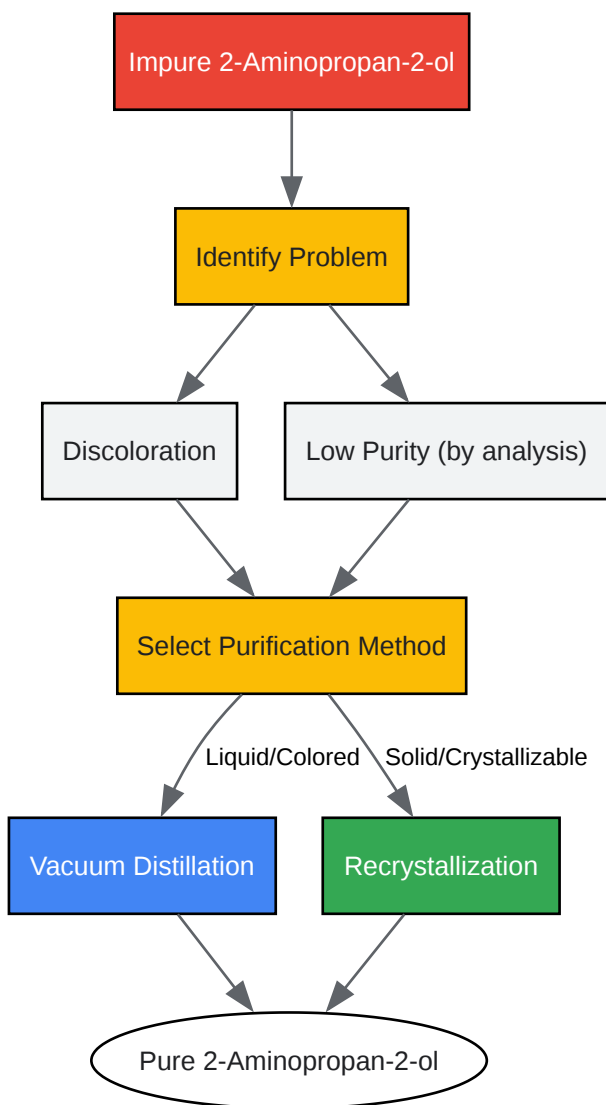 Impure 2-Aminopropan-2-ol
Identify Problem
Discoloration
Low Purity (by analysis)
Select Purification Method
Liquid/Colored
Solid/Crystallizable
Vacuum Distillation
Recrystallization
Pure 2-Aminopropan-2-ol